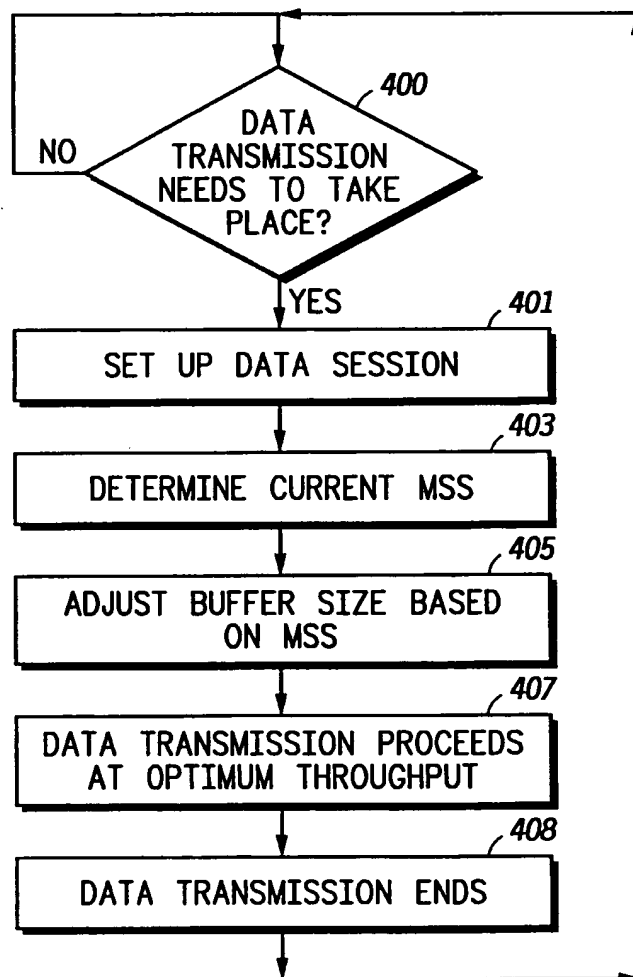 400
DATA
TRANSMISSION
NEEDS TO TAKE
PLACE?
NO
YES
401
SET UP DATA SESSION
403
DETERMINE CURRENT MSS
405
ADJUST BUFFER SIZE BASED
ON MSS
407
DATA TRANSMISSION PROCEEDS
AT OPTIMUM THROUGHPUT
408
DATA TRANSMISSION ENDS